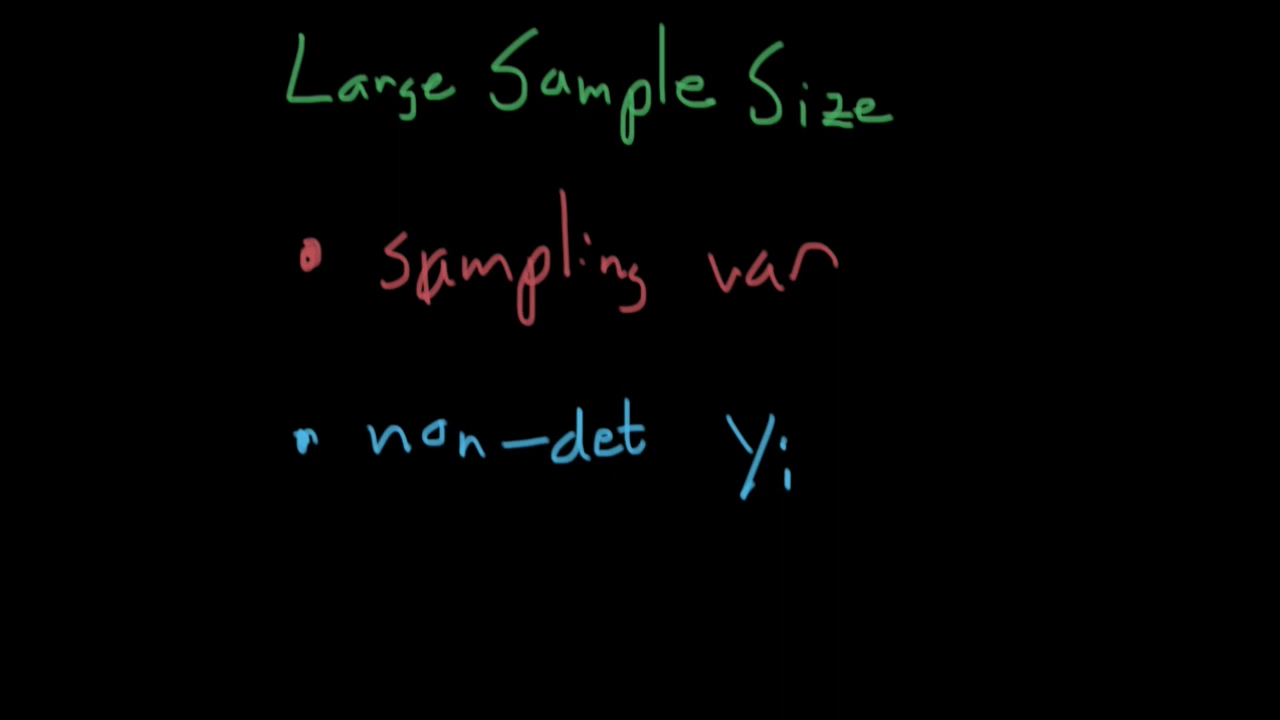 Large Sample Size
• sampling var
• non-det Yi